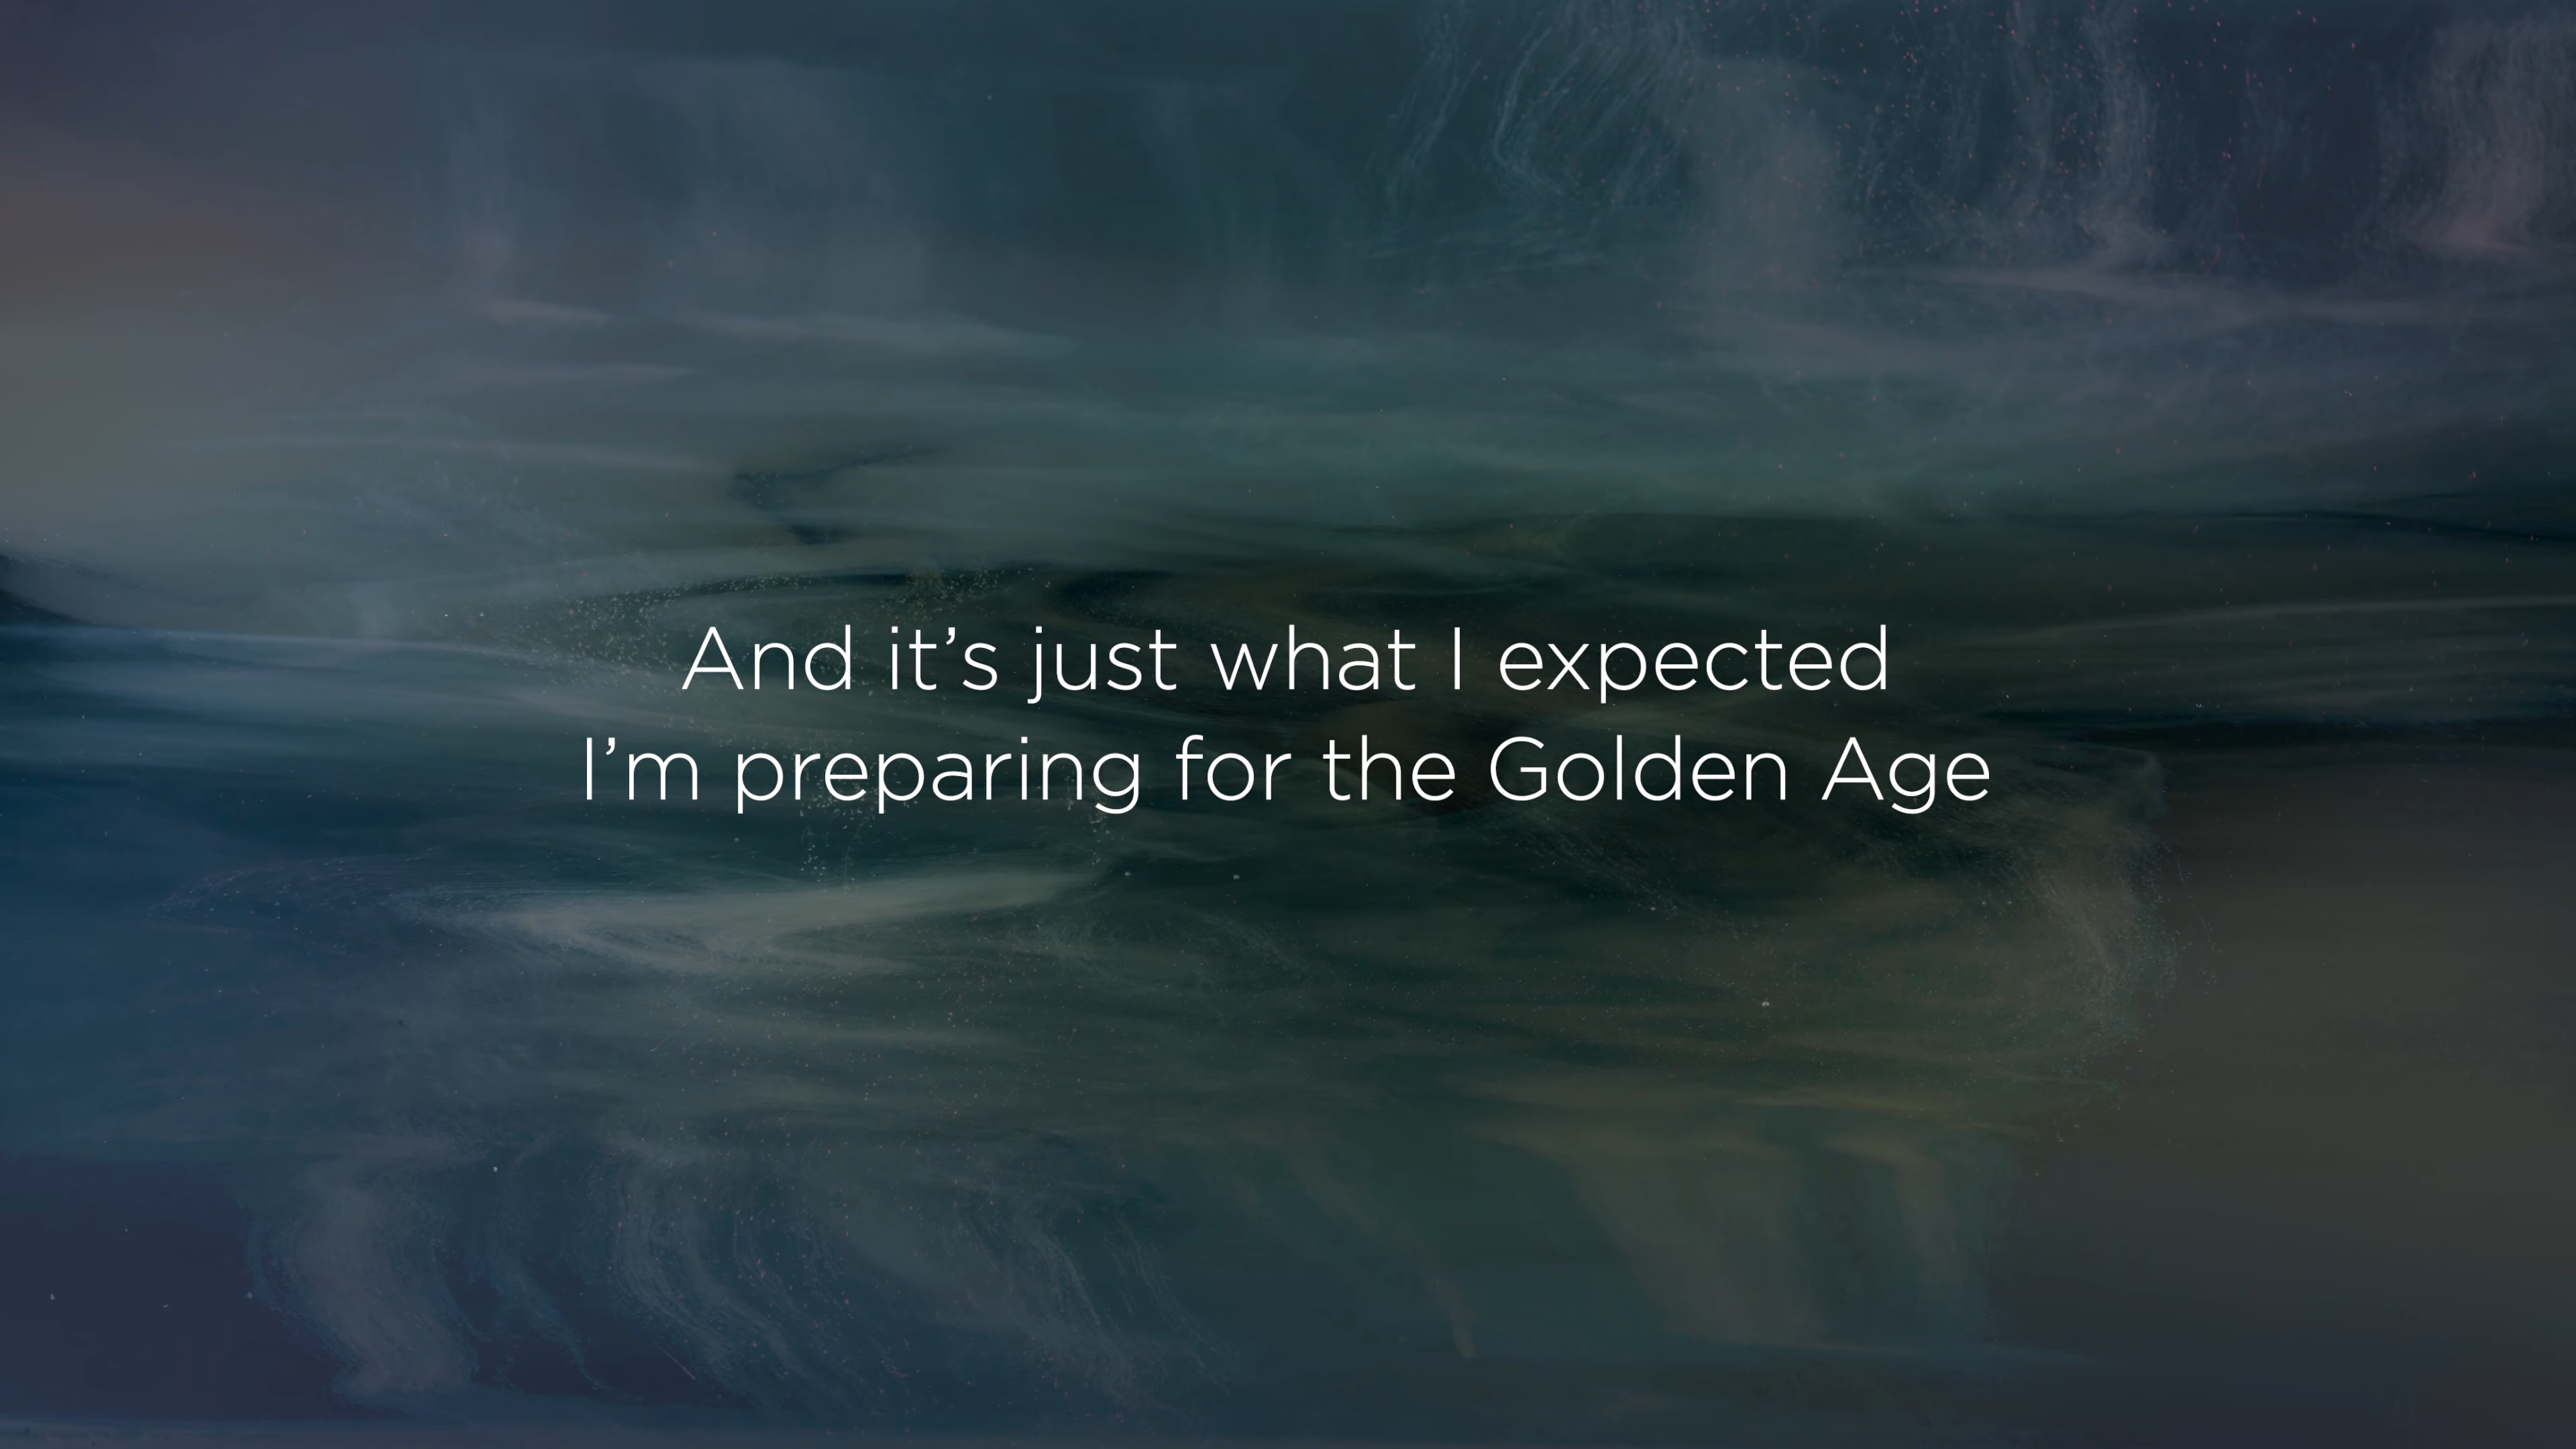 And it’s just what I expected
I’m preparing for the Golden Age